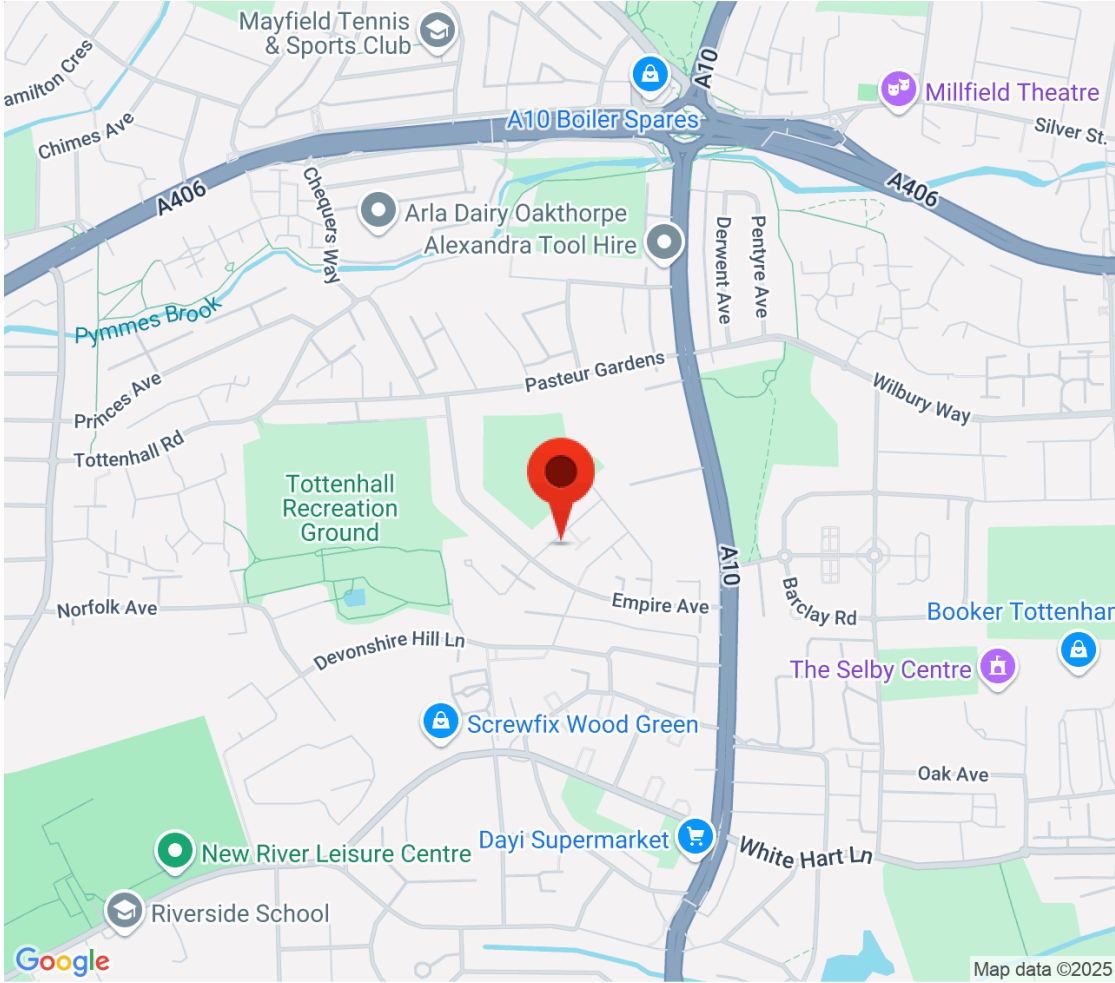 Mayfield Tennis
& Sports Club
A10
amilton Cres
Millfield Theatre
A10 Boiler Spares
Silver St.
Chimes Ave
A406
A406
Chequers Way
Arla Dairy Oakthorpe
Alexandra Tool Hire
Derwent Ave
Pentyre Ave
Pymmes Brook
Pasteur Gardens
Princes Ave
Wilbury Way
Tottenhall Rd
Tottenhall
Recreation
Ground
A10
Norfolk Ave
Empire Ave
Barclay Rd
Booker Tottenhar
Devonshire Hill Ln
The Selby Centre
Screwfix Wood Green
Oak Ave
Dayi Supermarket
White Hart Ln
New River Leisure Centre
Riverside School
Google
Map data ©2025